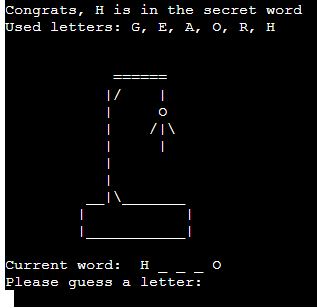 Congrats, H is in the secret word
Used letters: G, E, A, O, R, H
Current word:  H _ _ _ O
Please guess a letter: